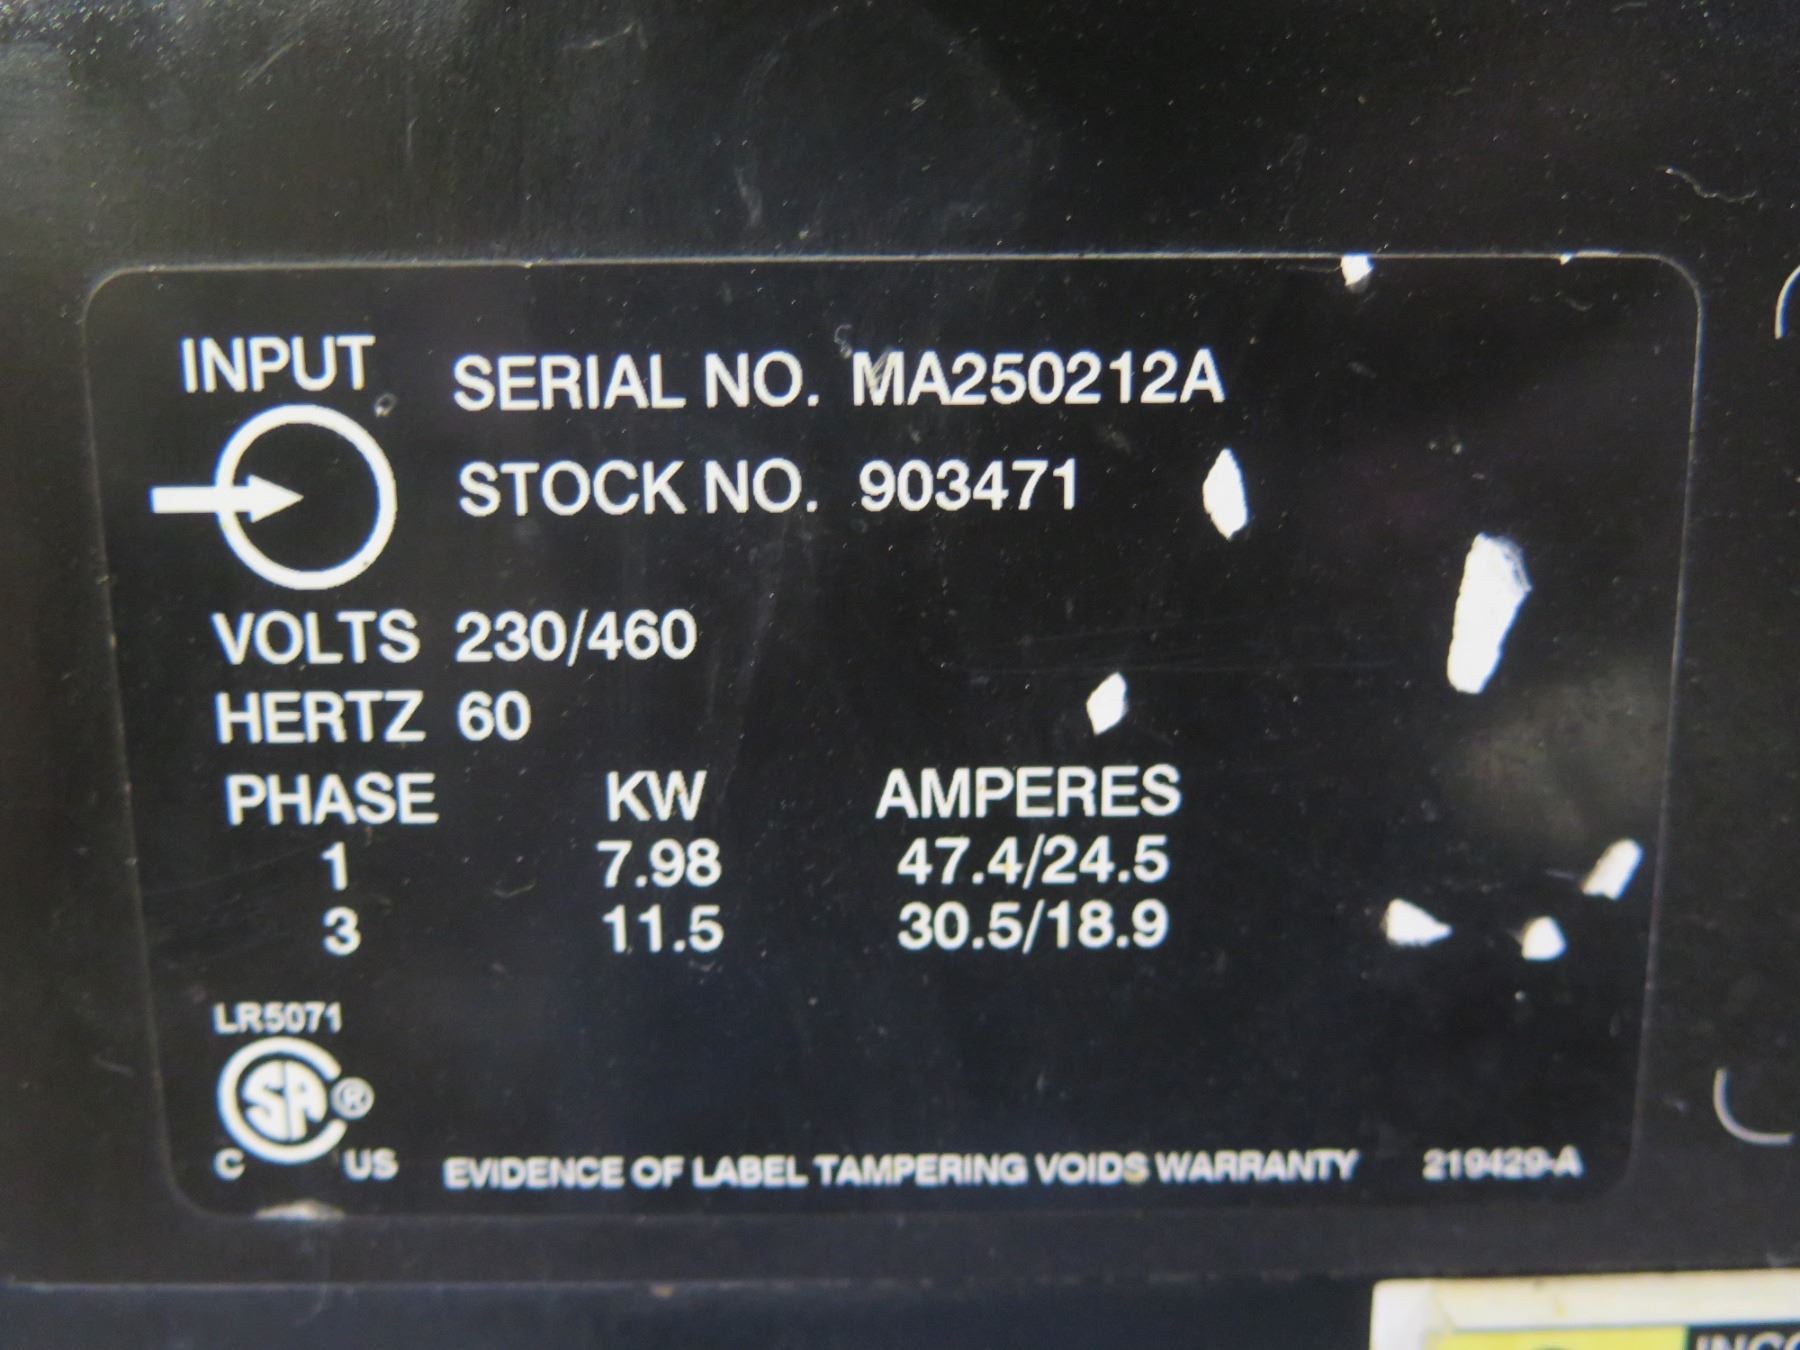 INPUT
SERIAL NO. MA250212A
STOCK NO. 903471
VOLTS 230/460
HERTZ 60
PHASE KW AMPERES
1 7.98 47.4/24.5
3 11.5 30.5/18.9
LR5071
SA ®
C US
EVIDENCE OF LABEL TAMPERING VOIDS WARRANTY 219429-A